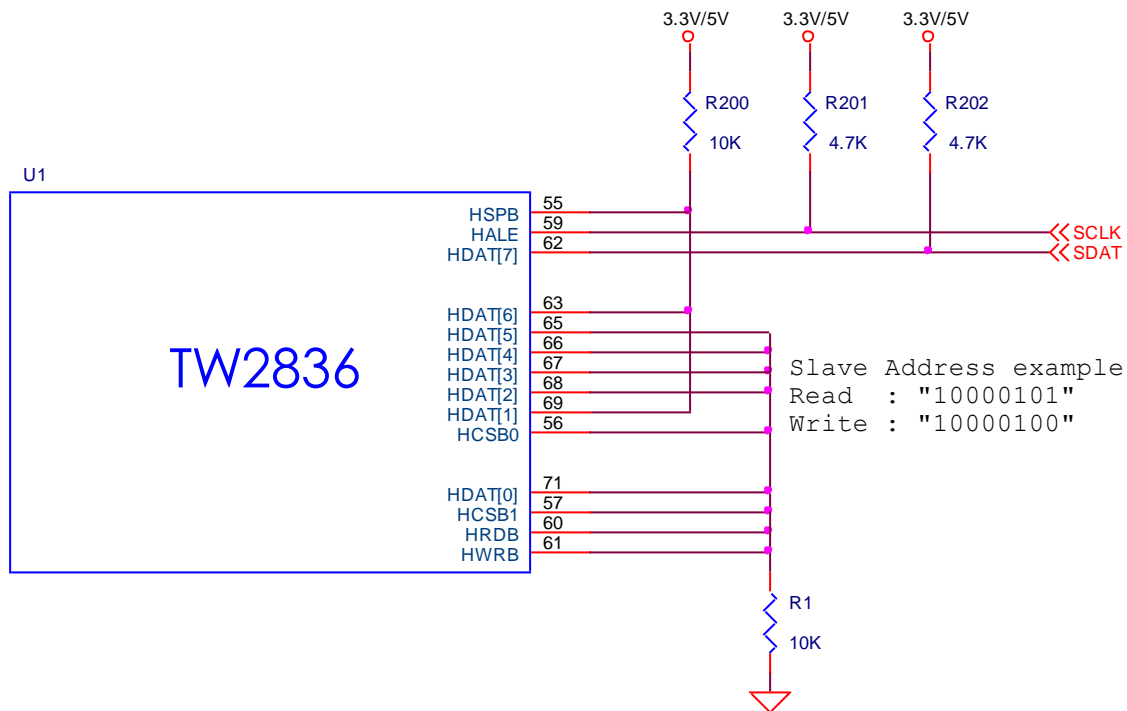 3.3V/5V 3.3V/5V 3.3V/5V
R200 R201 R202
10K 4.7K 4.7K
U1
HSPB 55
HALE 59 SCLK
HDAT[7] 62 SDAT
HDAT[6] 63
HDAT[5] 65
HDAT[4] 66
HDAT[3] 67
HDAT[2] 68
HDAT[1] 69
HCSB0 56
TW2836
Slave Address example
Read : "10000101"
Write : "10000100"
HDAT[0] 71
HCSB1 57
HRDB 60
HWRB 61
R1
10K